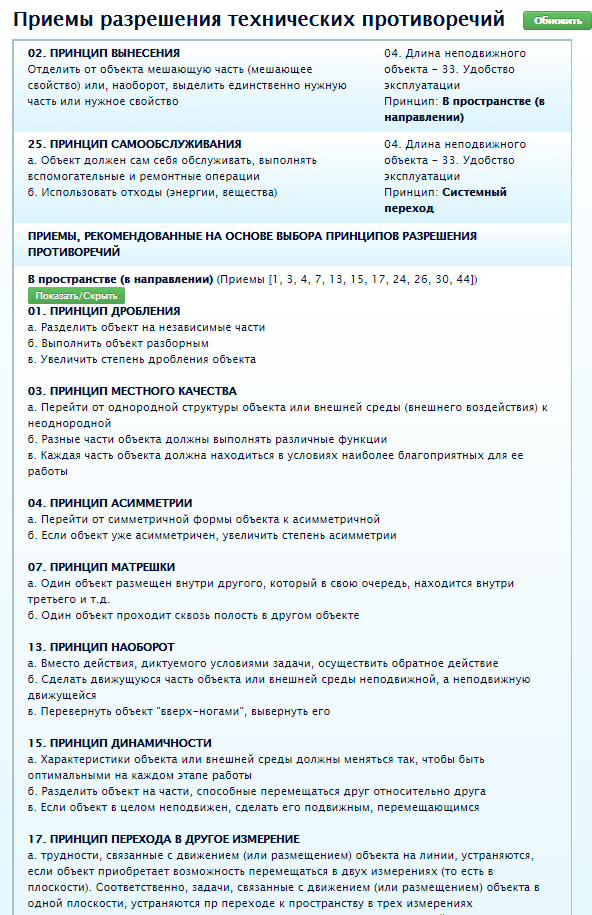 Приемы разрешения технических противоречий
Обновить
02. ПРИНЦИП ВЫНЕСЕНИЯ
Отделить от объекта мешающую часть (мешающее
свойство) или, наоборот, выделить единственно нужную
часть или нужное свойство
04. Длина неподвижного
объекта - 33. Удобство
эксплуатации
Принцип: В пространстве (в
направлении)
25. ПРИНЦИП САМООБСЛУЖИВАНИЯ
а. Объект должен сам себя обслуживать, выполнять
вспомогательные и ремонтные операции
б. Использовать отходы (энергии, вещества)
04. Длина неподвижного
объекта - 33. Удобство
эксплуатации
Принцип: Системный
переход
ПРИЕМЫ, РЕКОМЕНДОВАННЫЕ НА ОСНОВЕ ВЫБОРА ПРИНЦИПОВ РАЗРЕШЕНИЯ
ПРОТИВОРЕЧИЙ
В пространстве (в направлении) (Приемы [1, 3, 4, 7, 13, 15, 17, 24, 26, 30, 44])
Показать/Скрыть
01. ПРИНЦИП ДРОБЛЕНИЯ
а. Разделить объект на независимые части
б. Выполнить объект разборным
в. Увеличить степень дробления объекта
03. ПРИНЦИП МЕСТНОГО КАЧЕСТВА
а. Перейти от однородной структуры объекта или внешней среды (внешнего воздействия) к
неоднородной
б. Разные части объекта должны выполнять различные функции
в. Каждая часть объекта должна находиться в условиях наиболее благоприятных для ее
работы
04. ПРИНЦИП АСИММЕТРИИ
а. Перейти от симметричной формы объекта к асимметричной
б. Если объект уже асимметричен, увеличить степень асимметрии
07. ПРИНЦИП МАТРЕШКИ
а. Один объект размещен внутри другого, который в свою очередь, находится внутри
третьего и т.д.
б. Один объект проходит сквозь полость в другом объекте
13. ПРИНЦИП НАОБОРОТ
а. Вместо действия, диктуемого условиями задачи, осуществить обратное действие
б. Сделать движущуюся часть объекта или внешней среды неподвижной, а неподвижную
движущейся
в. Перевернуть объект "вверх-ногами", вывернуть его
15. ПРИНЦИП ДИНАМИЧНОСТИ
а. Характеристики объекта или внешней среды должны меняться так, чтобы быть
оптимальными на каждом этапе работы
б. Разделить объект на части, способные перемещаться друг относительно друга
в. Если объект в целом неподвижен, сделать его подвижным, перемещающимся
17. ПРИНЦИП ПЕРЕХОДА В ДРУГОЕ ИЗМЕРЕНИЕ
а. трудности, связанные с движением (или размещением) объекта на линии, устраняются,
если объект приобретает возможность перемещаться в двух измерениях (то есть в
плоскости). Соответственно, задачи, связанные с движением (или размещением) объекта в
одной плоскости, устраняются пр переходе к пространству в трех измерениях